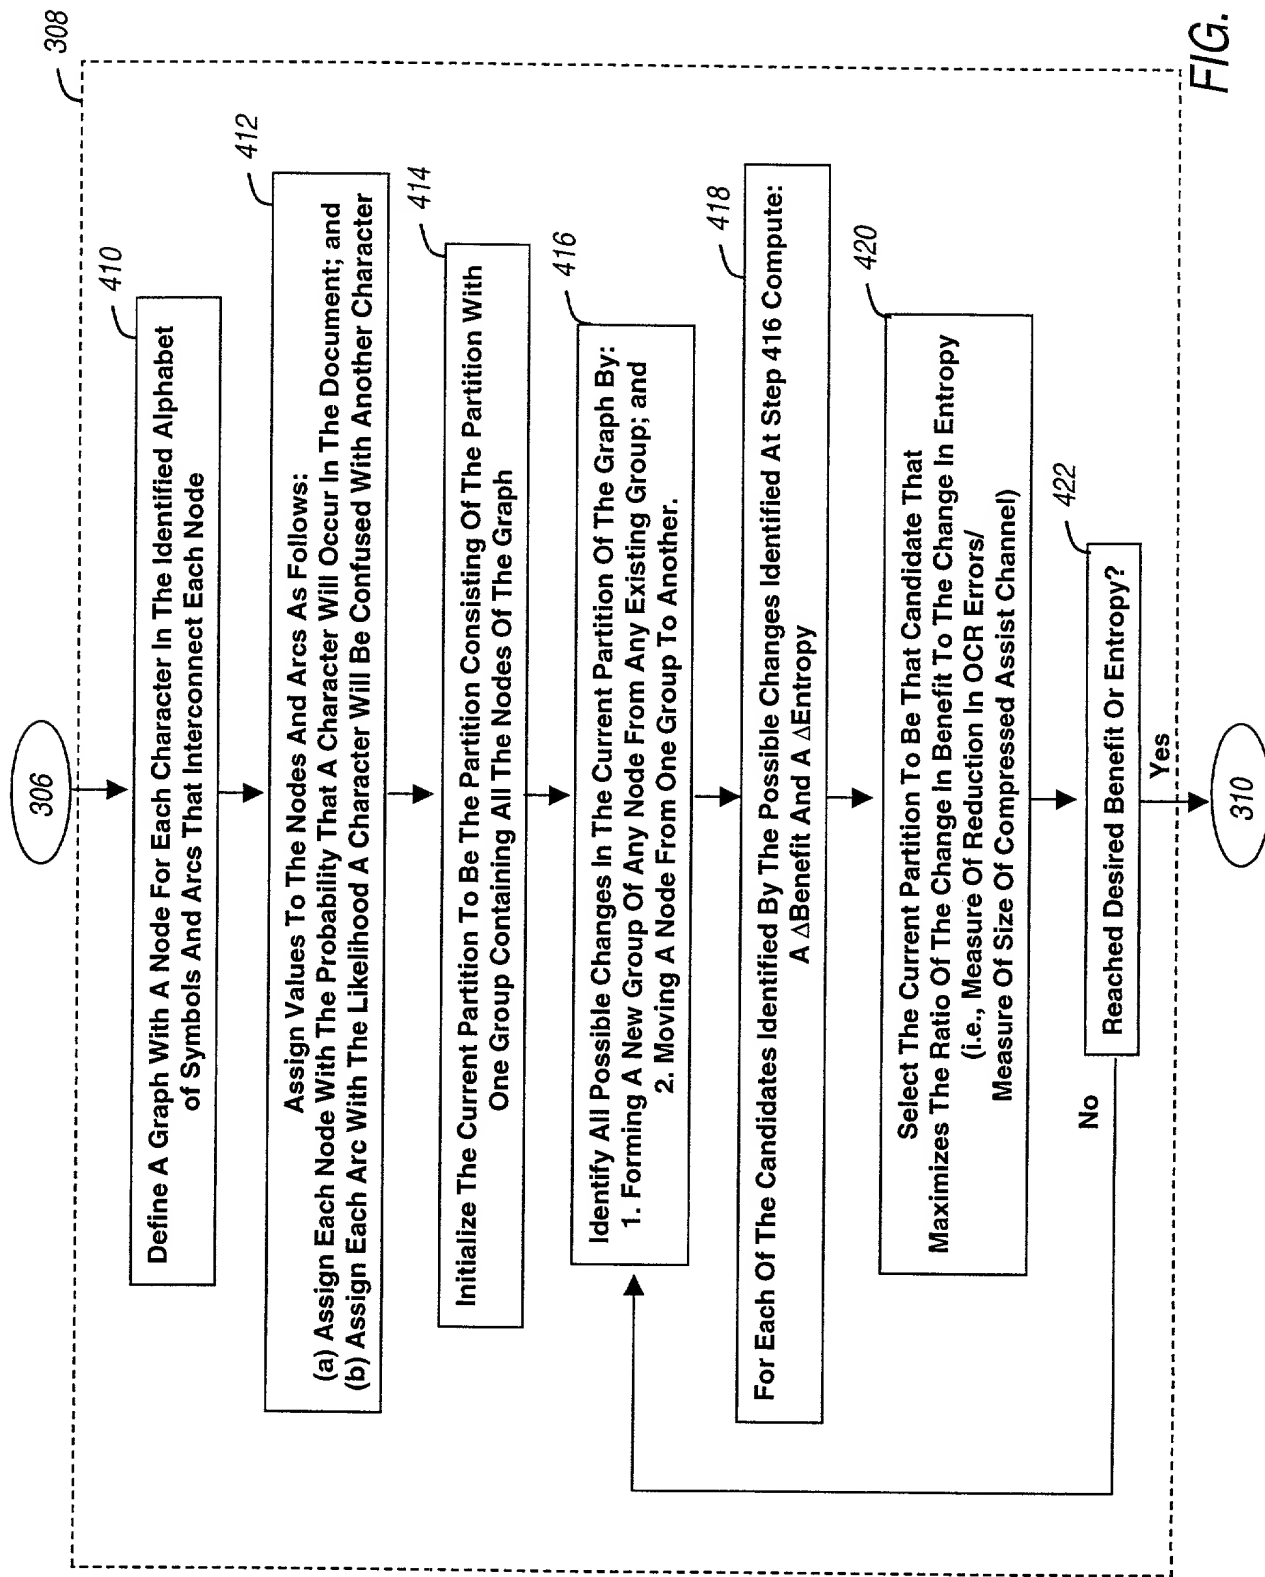 306
308
410
Define A Graph With A Node For Each Character In The Identified Alphabet
of Symbols And Arcs That Interconnect Each Node
412
Assign Values To The Nodes And Arcs As Follows:
(a) Assign Each Node With The Probability That A Character Will Occur In The Document; and
(b) Assign Each Arc With The Likelihood A Character Will Be Confused With Another Character
414
Initialize The Current Partition To Be The Partition Consisting Of The Partition With
One Group Containing All The Nodes Of The Graph
416
Identify All Possible Changes In The Current Partition Of The Graph By:
1. Forming A New Group Of Any Node From Any Existing Group; and
2. Moving A Node From One Group To Another.
418
For Each Of The Candidates Identified By The Possible Changes Identified At Step 416 Compute:
A ΔBenefit And A ΔEntropy
420
Select The Current Partition To Be That Candidate That
Maximizes The Ratio Of The Change In Benefit To The Change In Entropy
(i.e., Measure Of Reduction In OCR Errors/
Measure Of Size Of Compressed Assist Channel)
422
Reached Desired Benefit Or Entropy?
No
Yes
310
FIG.